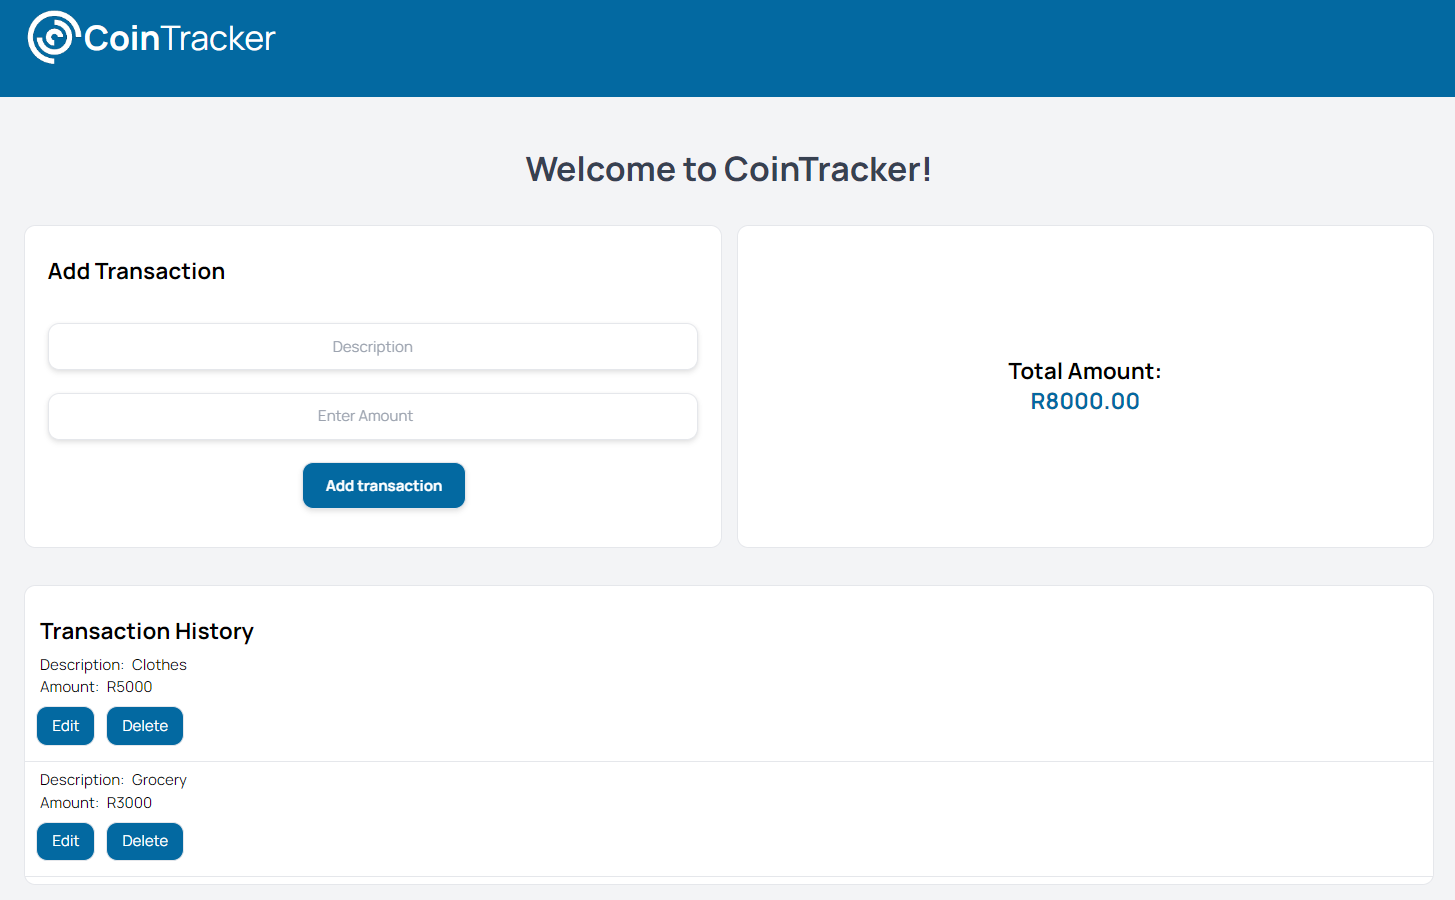 CoinTracker
Welcome to CoinTracker!
Add Transaction
Description
Enter Amount
Add transaction
Total Amount:
R8000.00
Transaction History
Description: Clothes
Amount: R5000
Edit Delete
Description: Grocery
Amount: R3000
Edit Delete